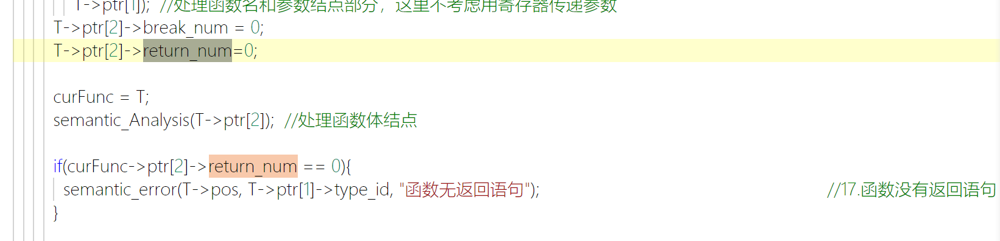 T->ptr[1]); //处理函数名和参数结点部分，这里不考虑用寄存器传递参数
T->ptr[2]->break_num = 0;
T->ptr[2]->return_num=0;
curFunc = T;
semantic_Analysis(T->ptr[2]); //处理函数体结点
if(curFunc->ptr[2]->return_num == 0){
semantic_error(T->pos, T->ptr[1]->type_id, "函数无返回语句"); //17.函数没有返回语句
}